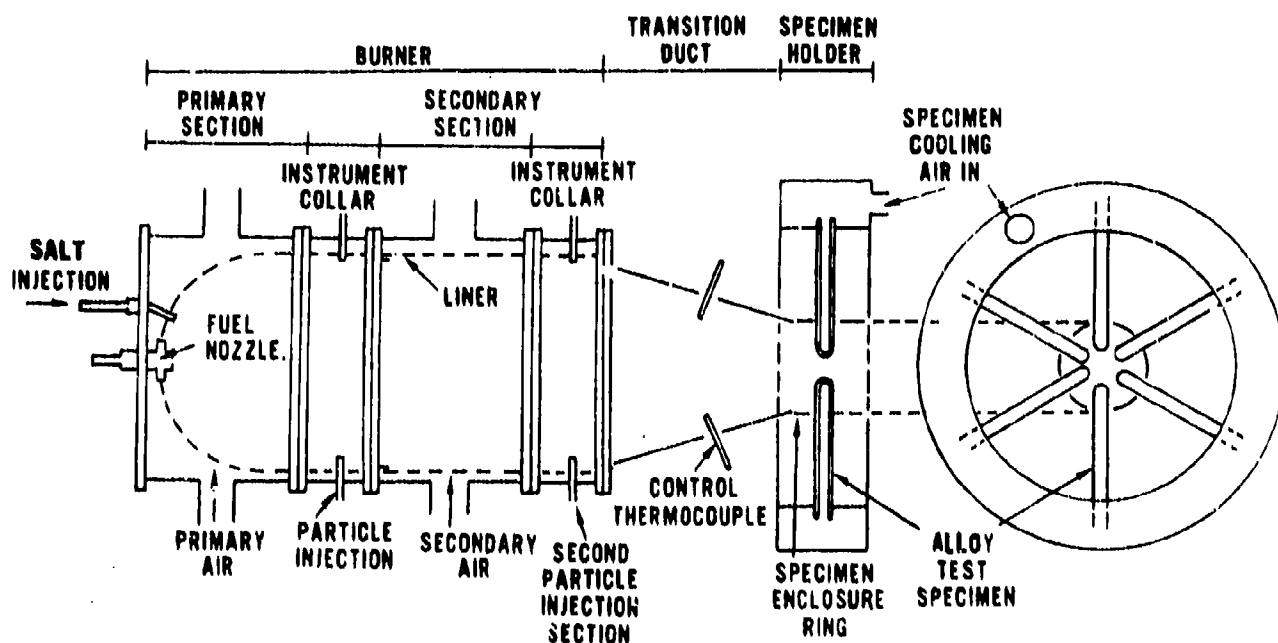 BURNER
TRANSITION
DUCT
SPECIMEN
HOLDER
PRIMARY
SECTION
SECONDARY
SECTION
INSTRUMENT
COLLAR
INSTRUMENT
COLLAR
SPECIMEN
COOLING
AIR IN
SALT
INJECTION
LINER
FUEL
NOZZLE.
PRIMARY
AIR
PARTICLE
INJECTION
SECONDARY
AIR
SECOND
PARTICLE
INJECTION
SECTION
CONTROL
THERMOCOUPLE
SPECIMEN
ENCLOSURE
RING
ALLOY
TEST
SPECIMEN